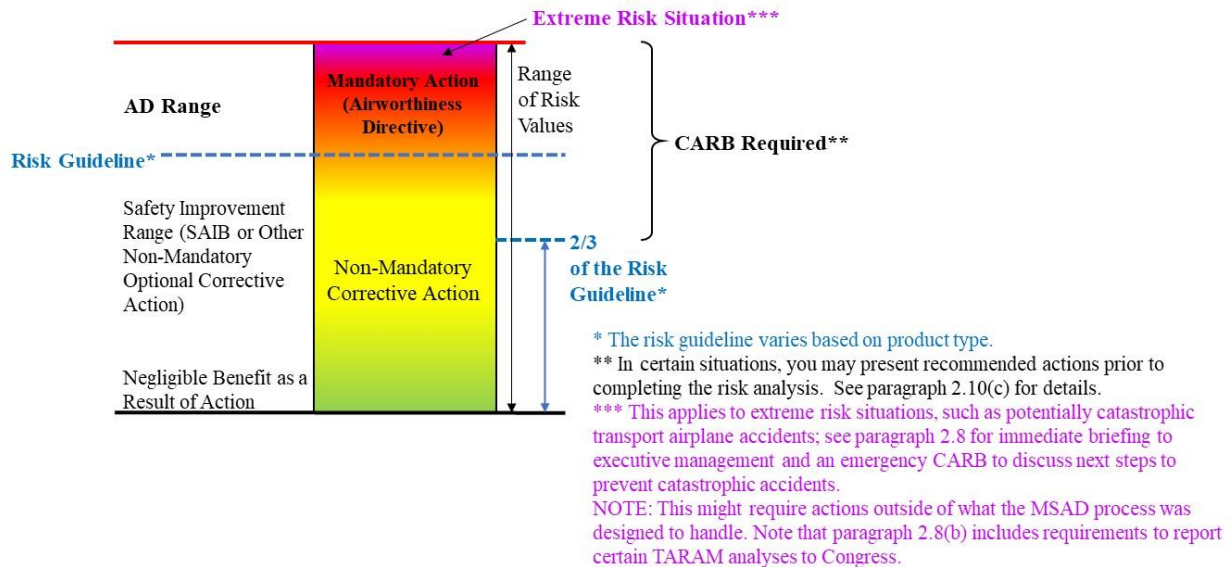 Extreme Risk Situation***
Mandatory Action
(Airworthiness
Directive)
Range
of Risk
Values
AD Range
CARB Required**
Risk Guideline*
Safety Improvement
Range (SAIB or Other
Non-Mandatory
Optional Corrective
Action)
2/3
of the Risk
Guideline*
Non-Mandatory
Corrective Action
Negligible Benefit as a
Result of Action
* The risk guideline varies based on product type.
** In certain situations, you may present recommended actions prior to
completing the risk analysis. See paragraph 2.10(c) for details.
*** This applies to extreme risk situations, such as potentially catastrophic
transport airplane accidents; see paragraph 2.8 for immediate briefing to
executive management and an emergency CARB to discuss next steps to
prevent catastrophic accidents.
NOTE: This might require actions outside of what the MSAD process was
designed to handle. Note that paragraph 2.8(b) includes requirements to report
certain TARAM analyses to Congress.